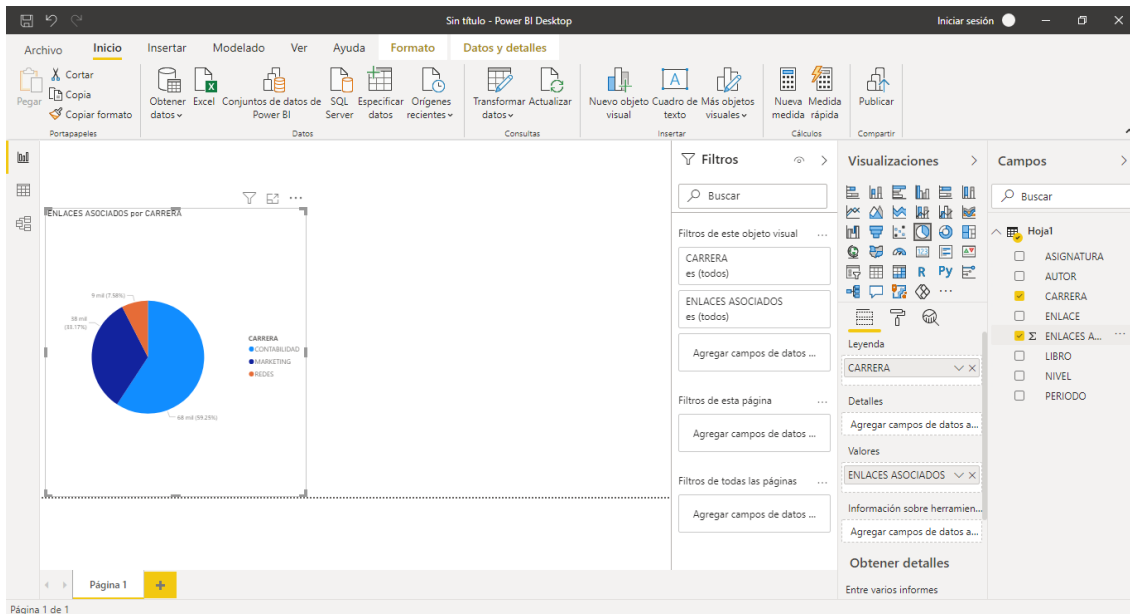 Sin título - Power BI Desktop
Iniciar sesión
Archivo Inicio Insertar Modelado Ver Ayuda Formato Datos y detalles
Pegar
Cortar
Copia
Copiar formato
Portapapeles
Obtener datos
Excel
Conjuntos de datos de Power BI
SQL Server
Especificar datos
Orígenes recientes
Datos
Transformar datos
Actualizar
Consultas
Nuevo objeto visual
Cuadro de texto
Más objetos visuales
Insertar
Nueva medida
Medida rápida
Cálculos
Publicar
Compartir
ENLACES ASOCIADOS por CARRERA
9 mil (7.58%)
38 mil
(33.17%)
68 mil (59.25%)
CARRERA
CONTABILIDAD
MARKETING
REDES
Filtros
Buscar
Filtros de este objeto visual ...
CARRERA
es (todos)
ENLACES ASOCIADOS
es (todos)
Agregar campos de datos ...
Filtros de esta página ...
Agregar campos de datos ...
Filtros de todas las páginas ...
Agregar campos de datos ...
Visualizaciones
R Py
Leyenda
CARRERA
Detalles
Agregar campos de datos a...
Valores
ENLACES ASOCIADOS
Información sobre herramien...
Agregar campos de datos a...
Obtener detalles
Entre varios informes
Campos
Buscar
Hoja1
ASIGNATURA
AUTOR
CARRERA
ENLACE
Σ ENLACES A... ...
LIBRO
NIVEL
PERIODO
Página 1
Página 1 de 1